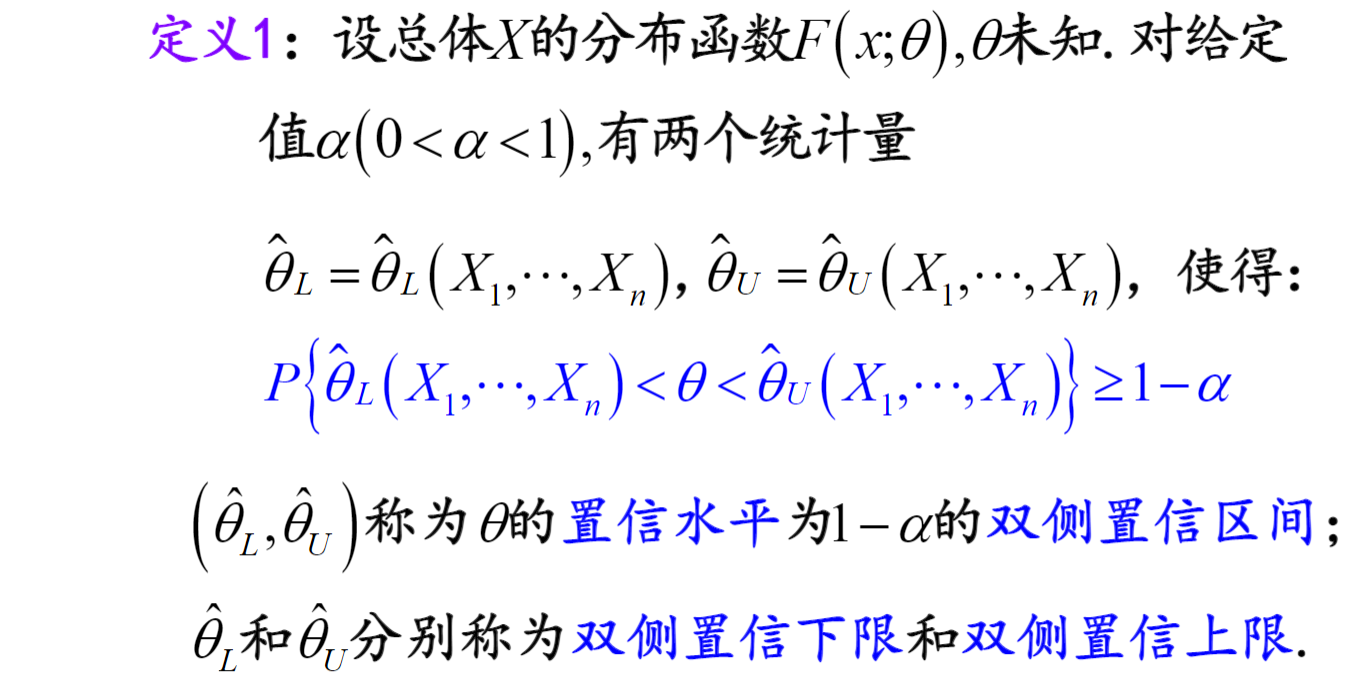 定义1：设总体X的分布函数F(x;θ),θ未知. 对给定
值α(0<α<1),有两个统计量
θ̂_L = θ̂_L(X₁,⋯,X_n), θ̂_U = θ̂_U(X₁,⋯,X_n), 使得：
P{θ̂_L(X₁,⋯,X_n)<θ<θ̂_U(X₁,⋯,X_n)}≥1−α
(θ̂_L,θ̂_U)称为θ的置信水平为1−α的双侧置信区间；
θ̂_L和θ̂_U分别称为双侧置信下限和双侧置信上限.